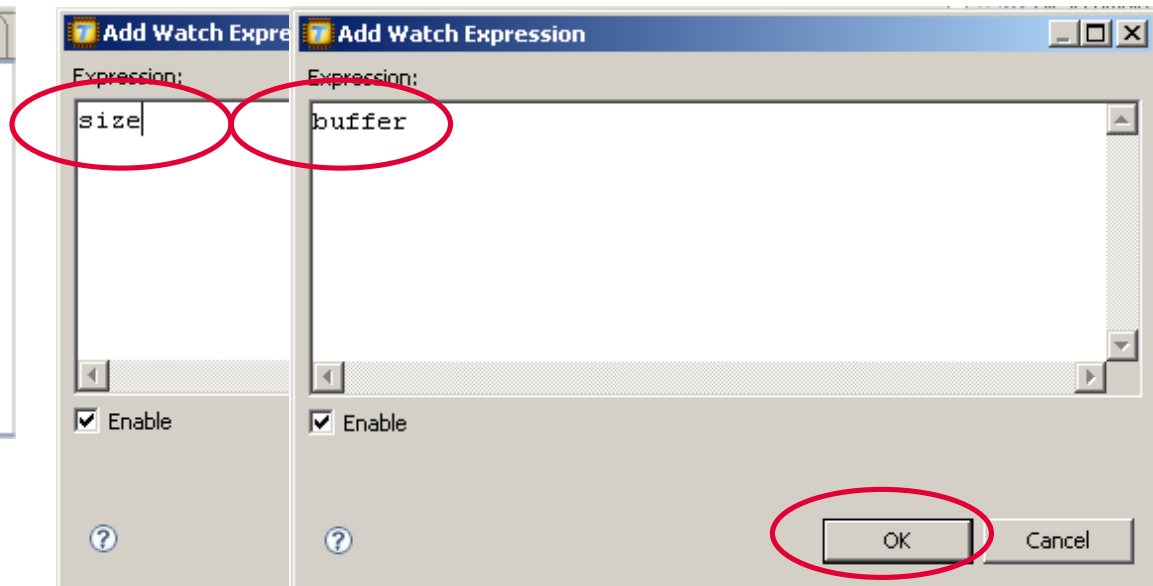 Add Watch Expre
Expression:
size
Enable
Add Watch Expression
Expression:
buffer
Enable
OK
Cancel